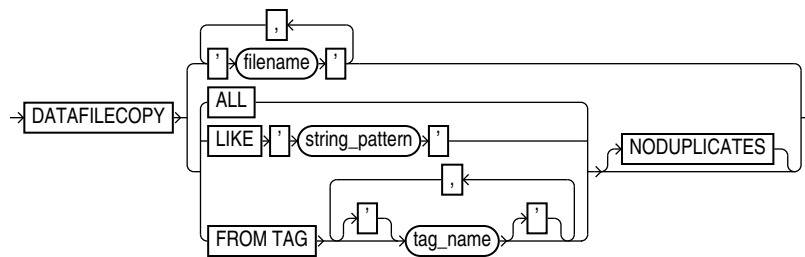 ,
' filename '
DATAFILECOPY
ALL
LIKE ' string_pattern '
NODUPLICATES
,
FROM TAG ' tag_name '